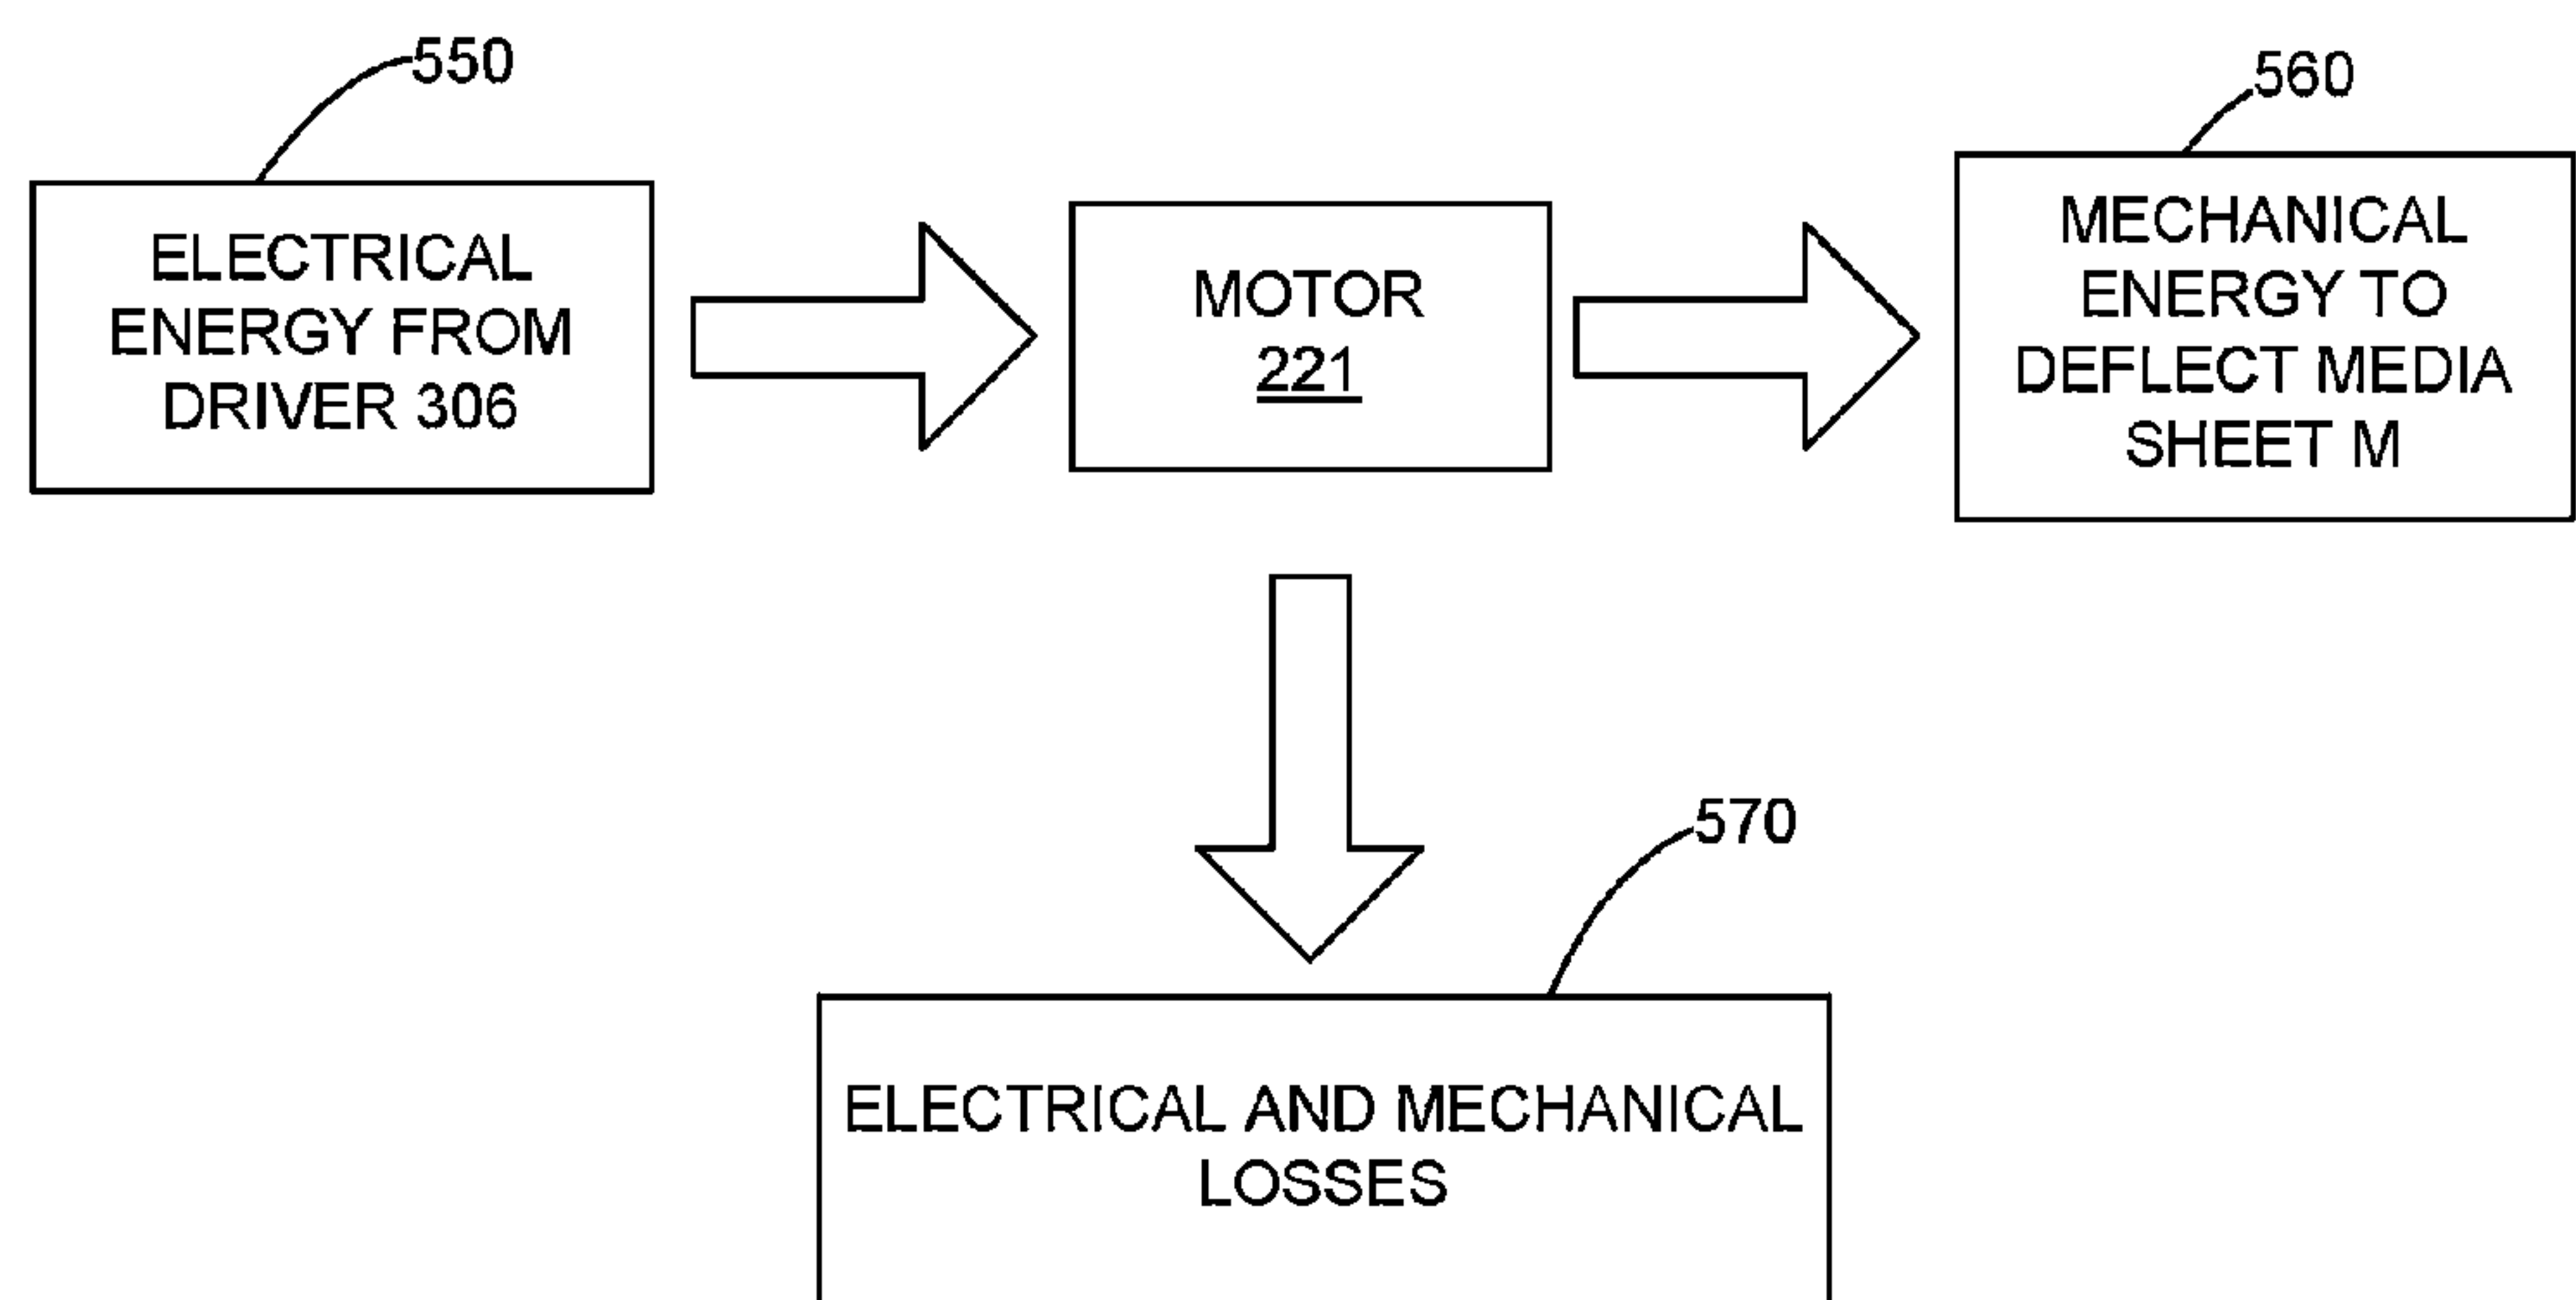 550
560
ELECTRICAL
ENERGY FROM
DRIVER 306
MOTOR
221
MECHANICAL
ENERGY TO
DEFLECT MEDIA
SHEET M
570
ELECTRICAL AND MECHANICAL
LOSSES